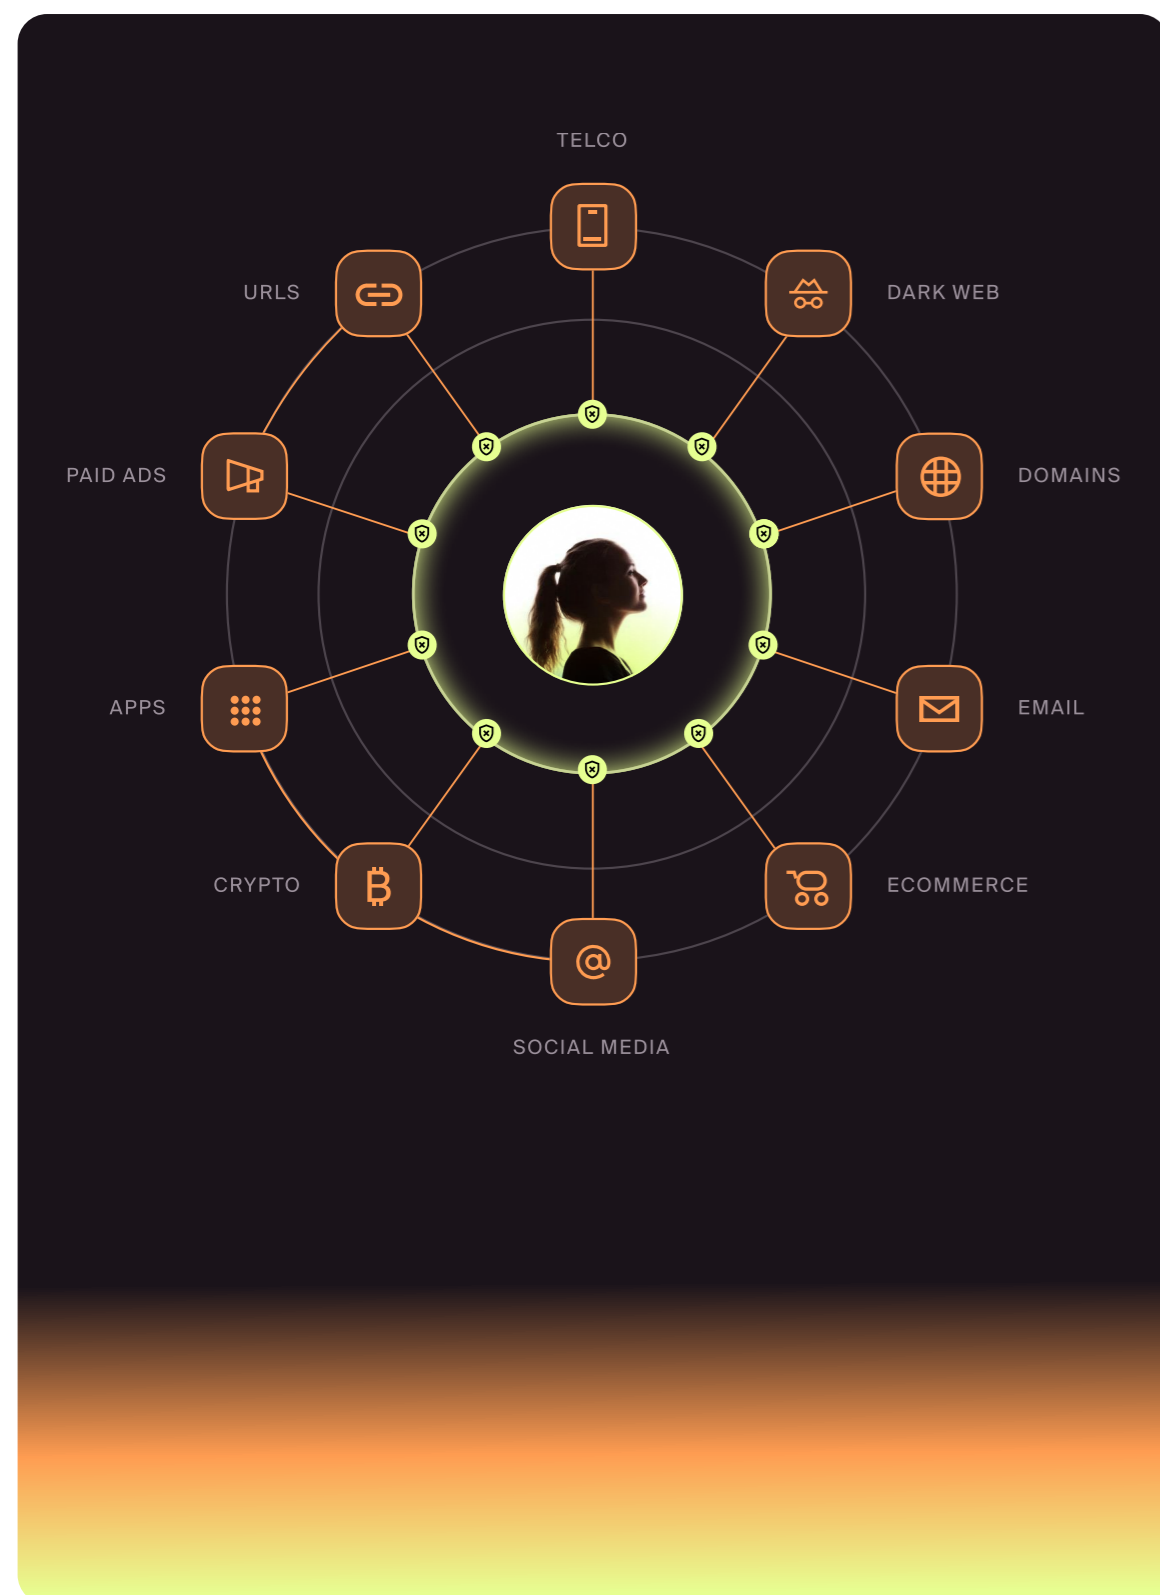 TELCO
URLS
DARK WEB
PAID ADS
DOMAINS
APPS
EMAIL
CRYPTO
ECOMMERCE
SOCIAL MEDIA